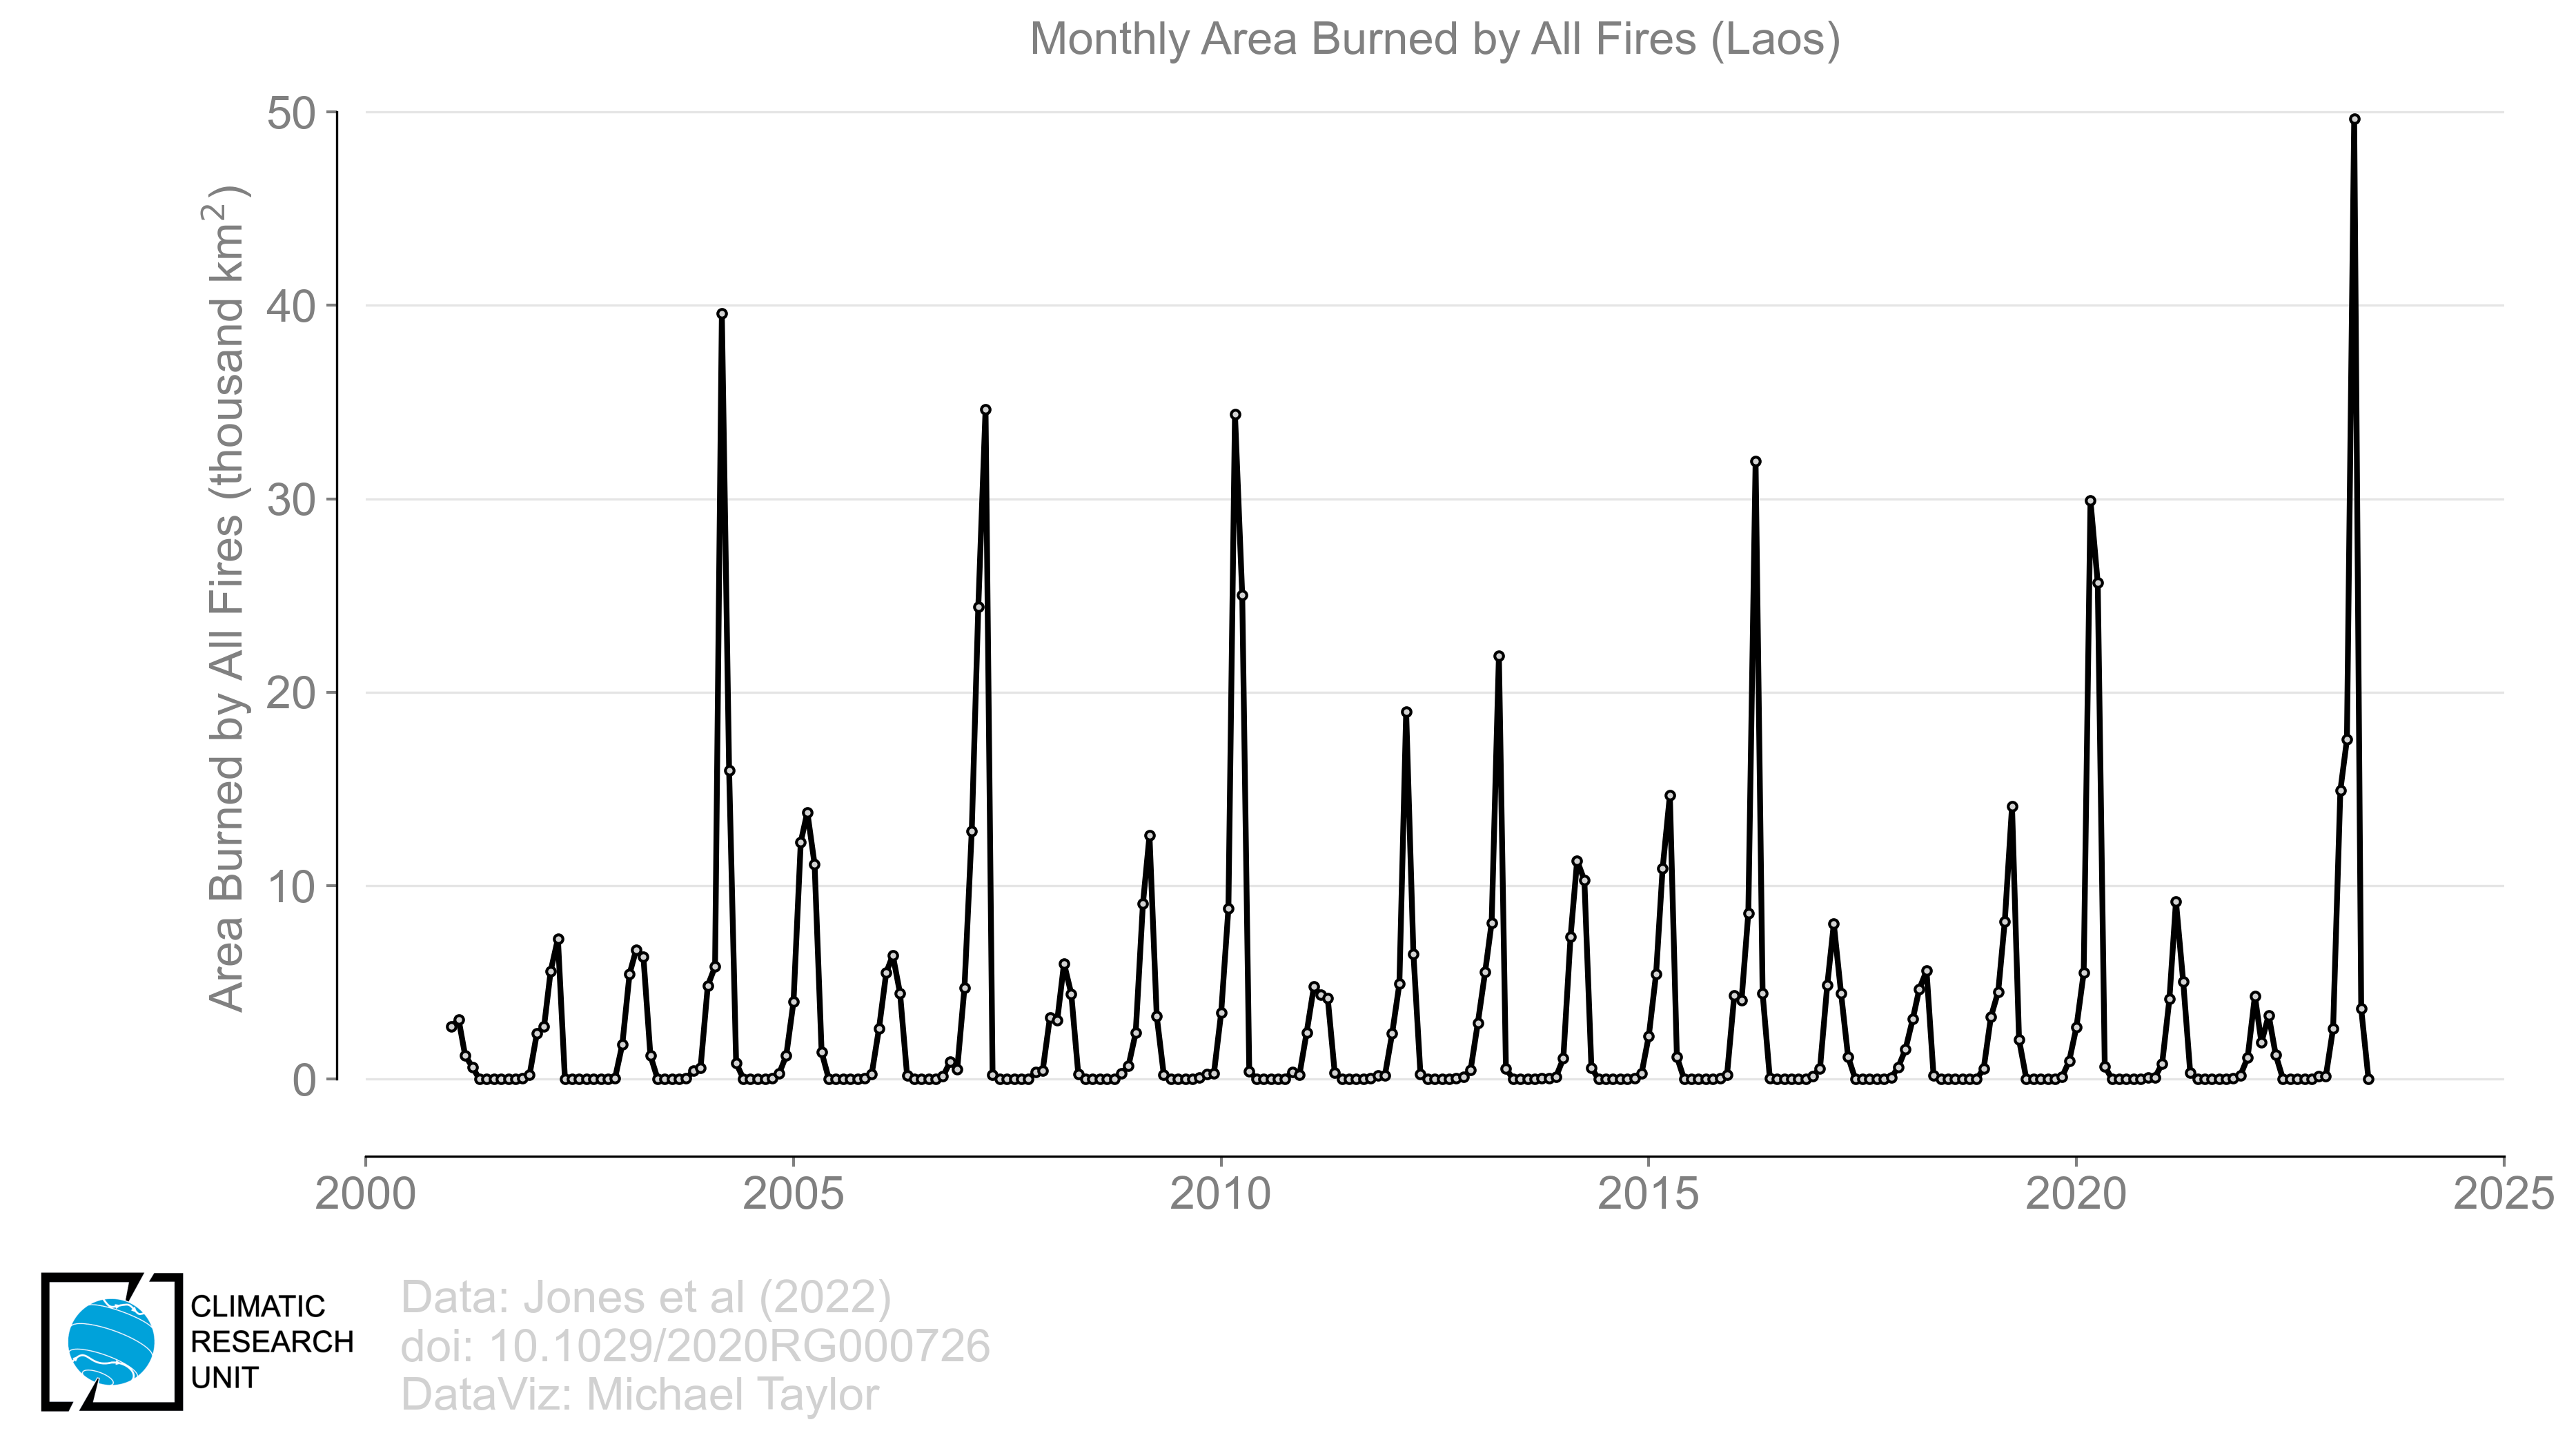 Monthly Area Burned by All Fires (Laos)
Area Burned by All Fires (thousand km²)
50
40
30
20
10
0
2000 2005 2010 2015 2020 2025
CLIMATIC
RESEARCH
UNIT
Data: Jones et al (2022)
doi: 10.1029/2020RG000726
DataViz: Michael Taylor